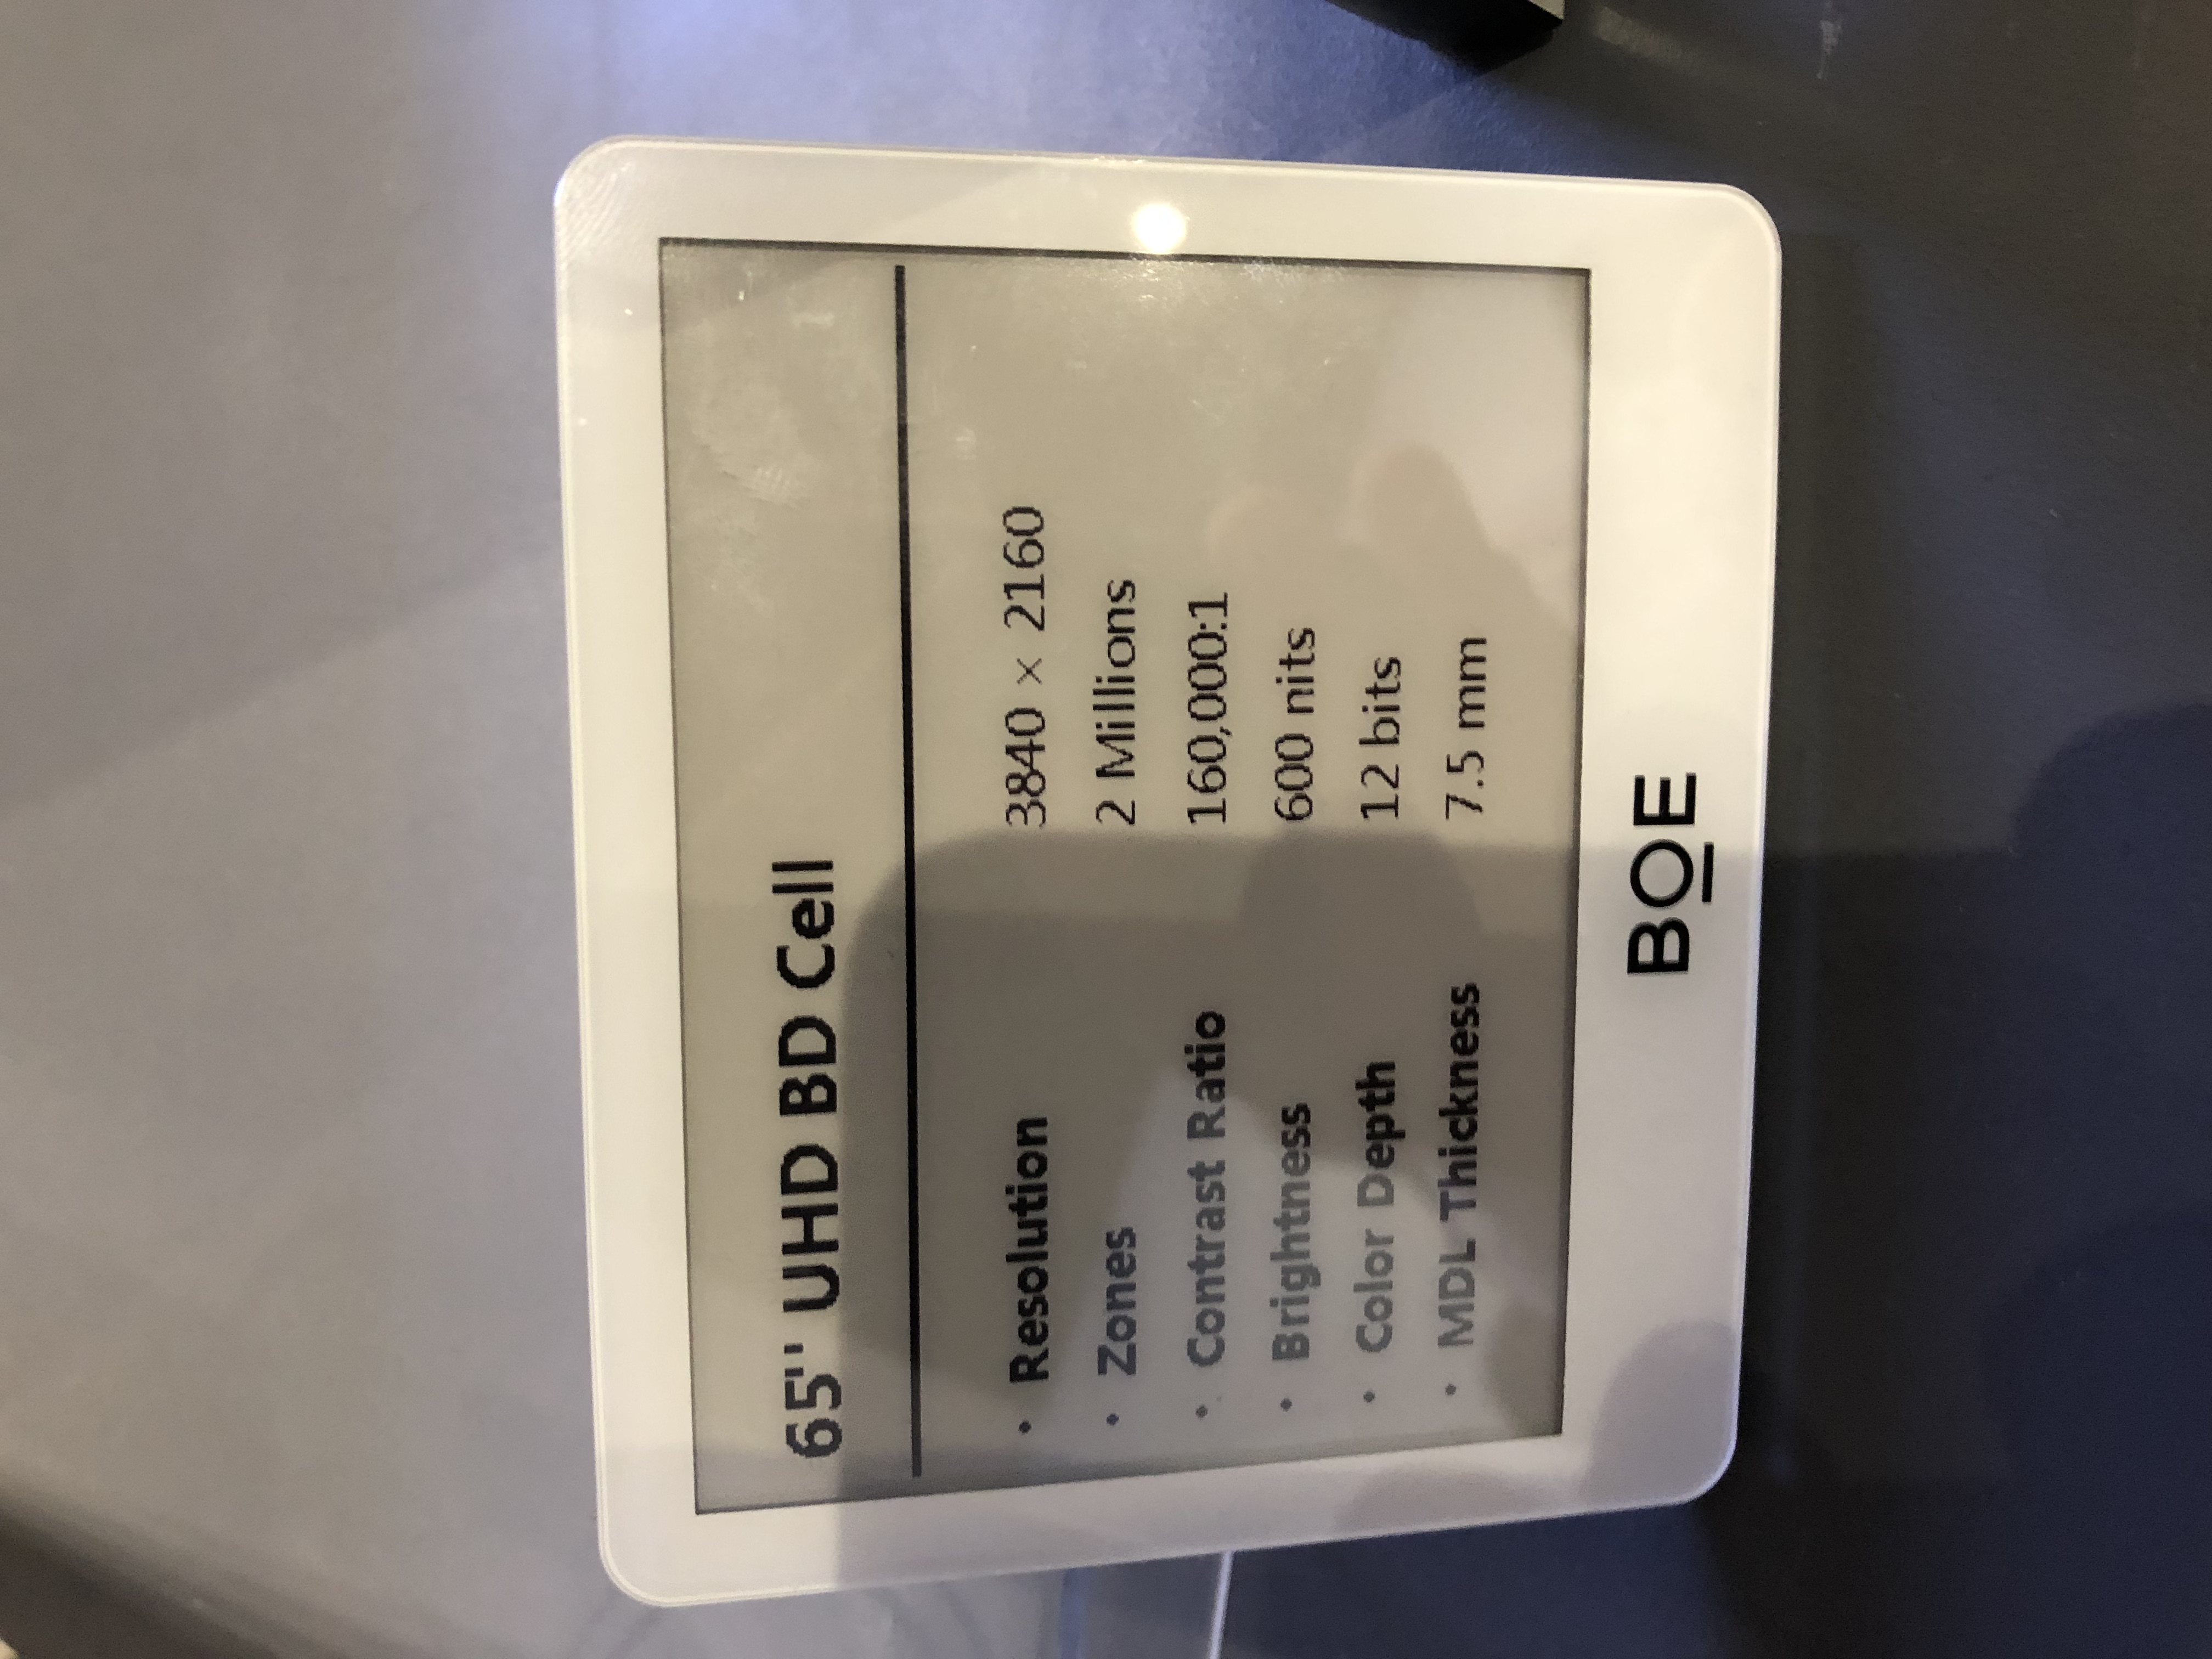 65'' UHD BD Cell
• Resolution 3840 × 2160
• Zones 2 Millions
• Contrast Ratio 160,000:1
• Brightness 600 nits
• Color Depth 12 bits
• MDL Thickness 7.5 mm
BOE